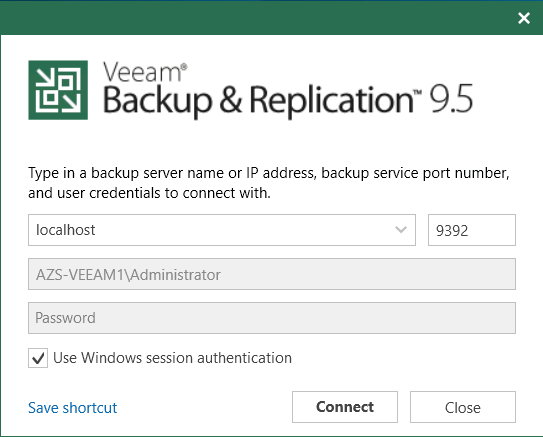 Veeam®
Backup & Replication™ 9.5
Type in a backup server name or IP address, backup service port number,
and user credentials to connect with.
localhost 9392
AZS-VEEAM1\Administrator
Password
Use Windows session authentication
Save shortcut Connect Close